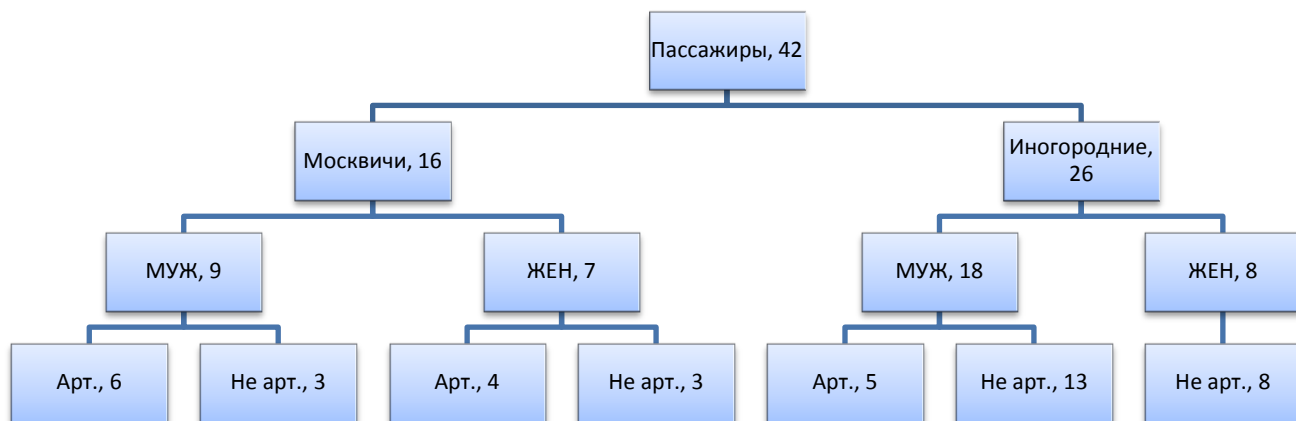 Пассажиры, 42
Москвичи, 16
Иногородние,
26
МУЖ, 9
ЖЕН, 7
МУЖ, 18
ЖЕН, 8
Арт., 6
Не арт., 3
Арт., 4
Не арт., 3
Арт., 5
Не арт., 13
Не арт., 8